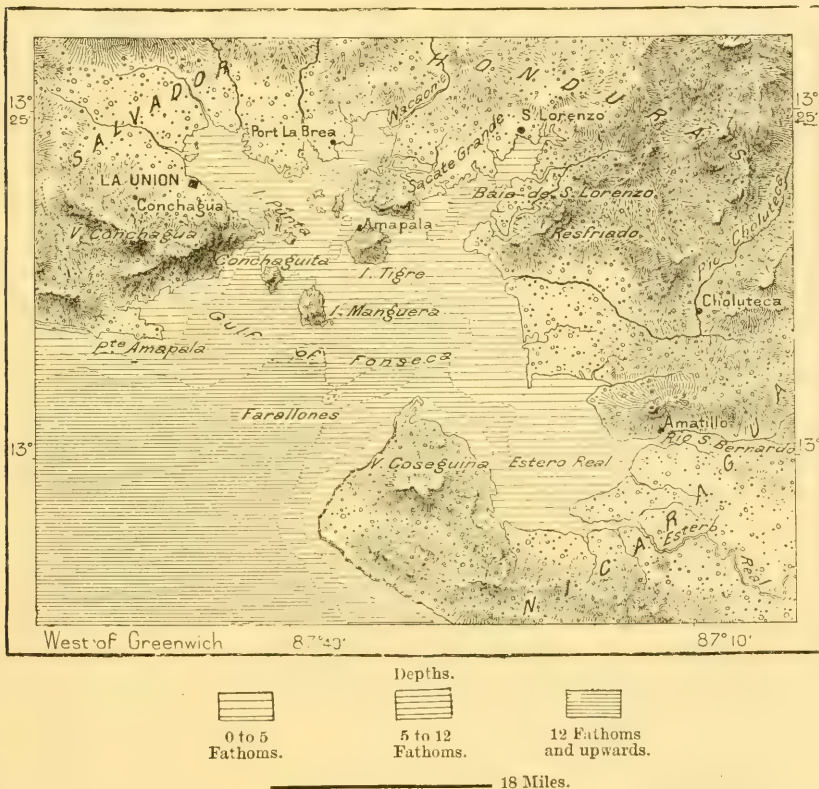 HONDURAS
SALVADOR
13°
25'
13°
25'
Nacaome
Port La Brea
S. Lorenzo
Sacate Grande
LA UNION
Conchagua
I. Punta
Baia de S. Lorenzo
V. Conchagua
Amapala
Resfriado
Rio Choluteca
Conchaguita
I. Tigre
Choluteca
I. Manguera
pte Amapala
Gulf of Fonseca
Farallones
Amatillo
Rio S. Bernardo
13°
13°
V. Coseguina
Estero Real
NICARAGUA
Estero Real
West of Greenwich
87°40'
87°10'
Depths.
0 to 5
Fathoms.
5 to 12
Fathoms.
12 Fathoms
and upwards.
18 Miles.